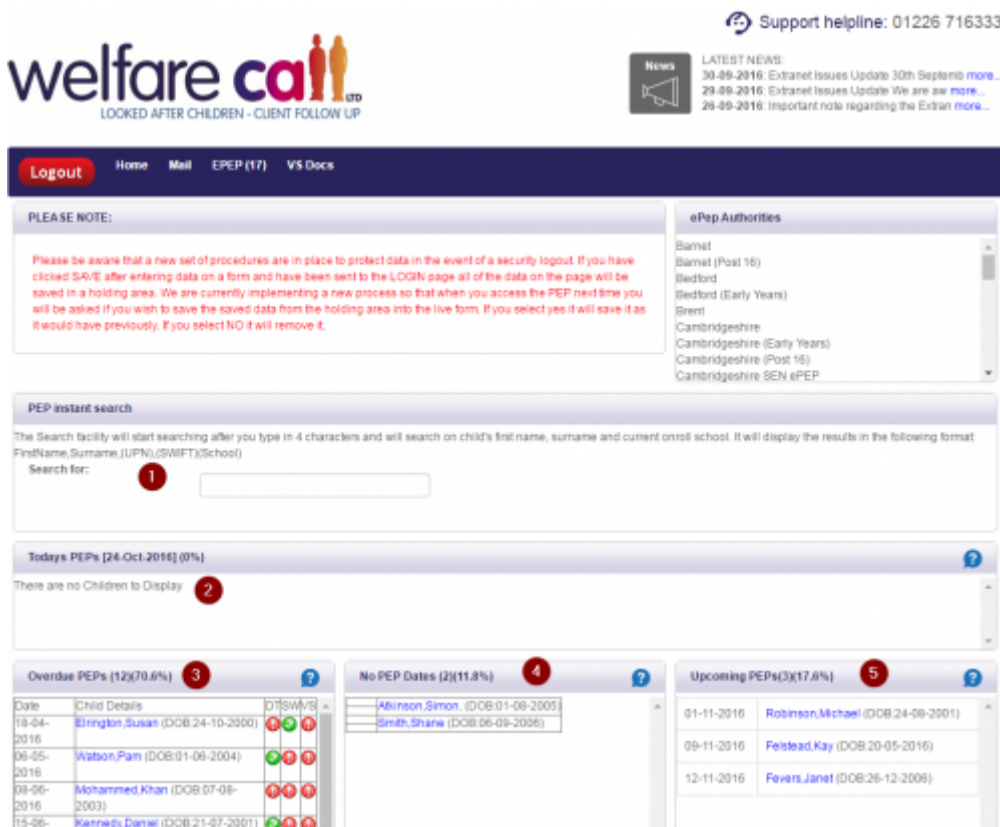 Support helpline: 01226 716333
welfare call LTD
LOOKED AFTER CHILDREN - CLIENT FOLLOW UP
News
LATEST NEWS:
30-09-2016: Extranet Issues Update 30th Septemb more...
29-09-2016: Extranet Issues Update We are aw more...
26-09-2016: Important note regarding the Extran more...
Logout Home Mail EPEP (17) VS Docs
PLEASE NOTE:
Please be aware that a new set of procedures are in place to protect data in the event of a security logout. If you have
clicked SAVE after entering data on a form and have been sent to the LOGIN page all of the data on the page will be
saved in a holding area. We are currently implementing a new process so that when you access the PEP next time you
will be asked if you wish to save the saved data from the holding area into the live form. If you select yes it will save it as
it would have previously. If you select NO it will remove it.
ePep Authorities
Barnet
Barnet (Post 16)
Bedford
Bedford (Early Years)
Brent
Cambridgeshire
Cambridgeshire (Early Years)
Cambridgeshire (Post 16)
Cambridgeshire SEN ePEP
PEP instant search
The Search facility will start searching after you type in 4 characters and will search on child's first name, surname and current onroll school. It will display the results in the following format
FirstName,Surname,(UPN),(SWIFT)(School)
Search for:
1
Todays PEPs [24-Oct-2016] (0%)
There are no Children to Display
2
Overdue PEPs (12)(70.6%) 3
Date Child Details DT SW VS
18-04-2016 Elrington,Susan (DOB:24-10-2000)
06-05-2016 Watson,Pam (DOB:01-06-2004)
08-06-2016 Mohammed,Khan (DOB:07-08-2003)
15-06- Kennedy,Daniel (DOB:21-07-2001)
No PEP Dates (2)(11.8%) 4
Atkinson,Simon. (DOB:01-08-2005)
Smith,Shane (DOB:06-09-2006)
Upcoming PEPs(3)(17.6%) 5
01-11-2016 Robinson,Michael (DOB:24-08-2001)
09-11-2016 Felstead,Kay (DOB:20-05-2016)
12-11-2016 Fevers,Janet (DOB:26-12-2006)